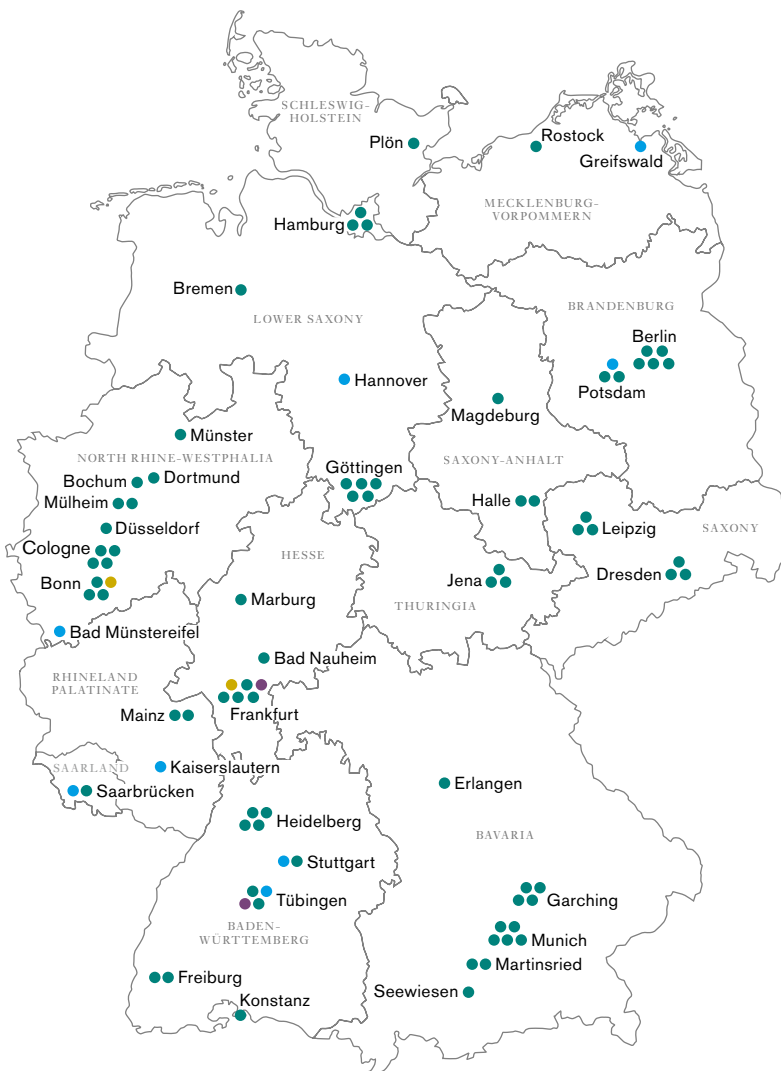 SCHLESWIG-
HOLSTEIN
Plön
Rostock
Greifswald
MECKLENBURG-
VORPOMMERN
Hamburg
Bremen
LOWER SAXONY
BRANDENBURG
Berlin
Potsdam
Hannover
Magdeburg
Münster
NORTH RHINE-WESTPHALIA
Bochum
Dortmund
Mülheim
Göttingen
SAXONY-ANHALT
Halle
Düsseldorf
Leipzig
SAXONY
Cologne
HESSE
Bonn
Jena
Dresden
Marburg
THURINGIA
Bad Münstereifel
Bad Nauheim
RHINELAND
PALATINATE
Mainz
Frankfurt
SAARLAND
Kaiserslautern
Saarbrücken
Erlangen
Heidelberg
BAVARIA
Stuttgart
Tübingen
Garching
BADEN-
WÜRTTEMBERG
Munich
Martinsried
Freiburg
Seewiesen
Konstanz